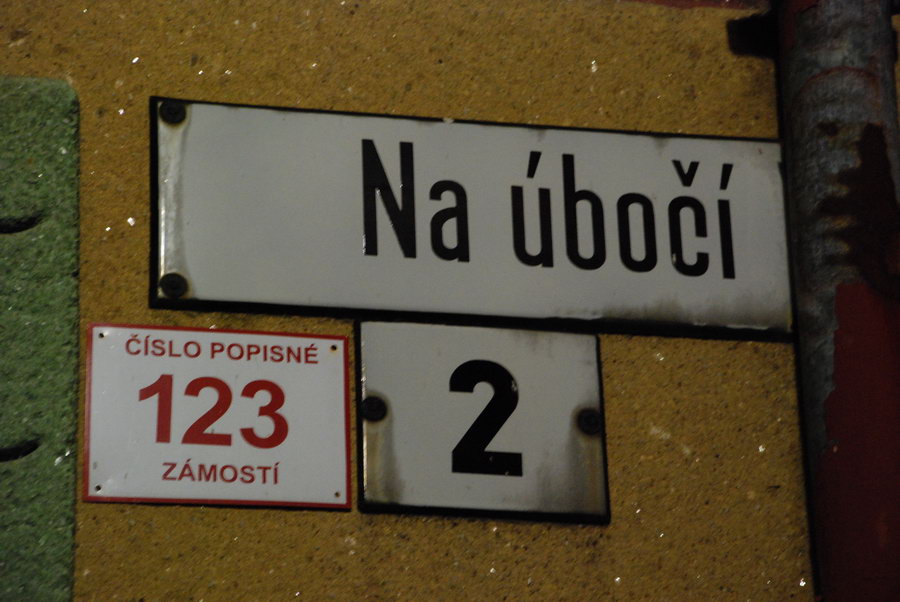 Na úbočí
ČÍSLO POPISNÉ
123
ZÁMOSTÍ
2